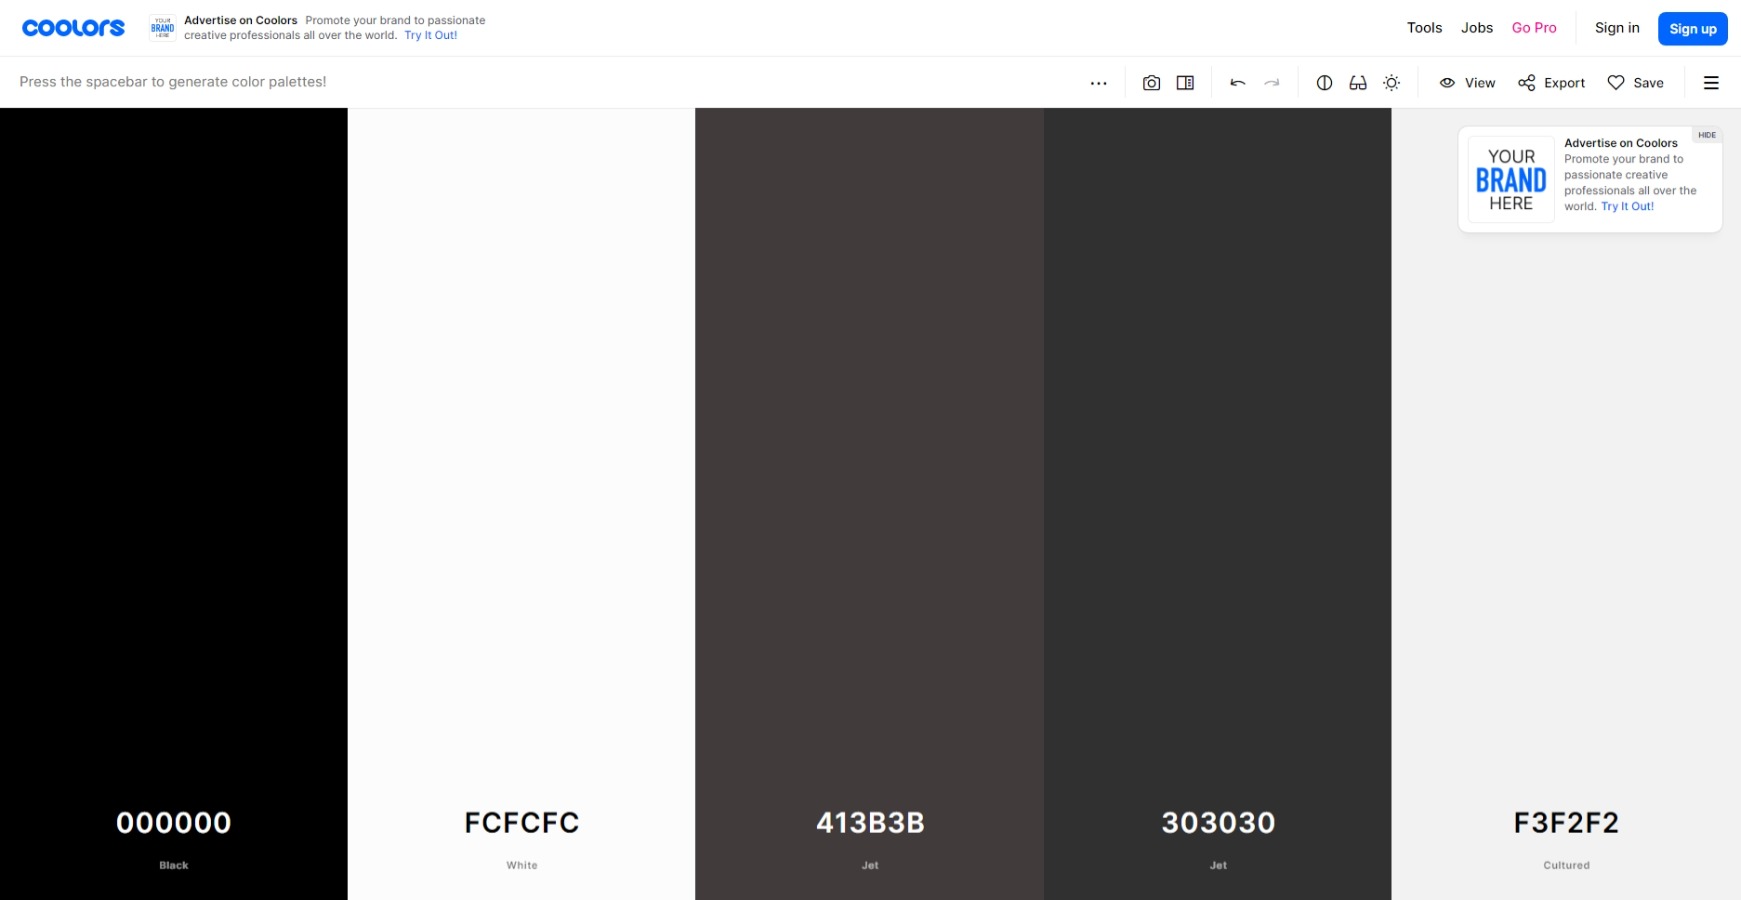 coolors
YOUR
BRAND
HERE
Advertise on Coolors Promote your brand to passionate
creative professionals all over the world. Try It Out!
Tools Jobs Go Pro Sign in Sign up
Press the spacebar to generate color palettes!
View Export Save
HIDE
YOUR
BRAND
HERE
Advertise on Coolors
Promote your brand to
passionate creative
professionals all over the
world. Try It Out!
000000
Black
FCFCFC
White
413B3B
Jet
303030
Jet
F3F2F2
Cultured